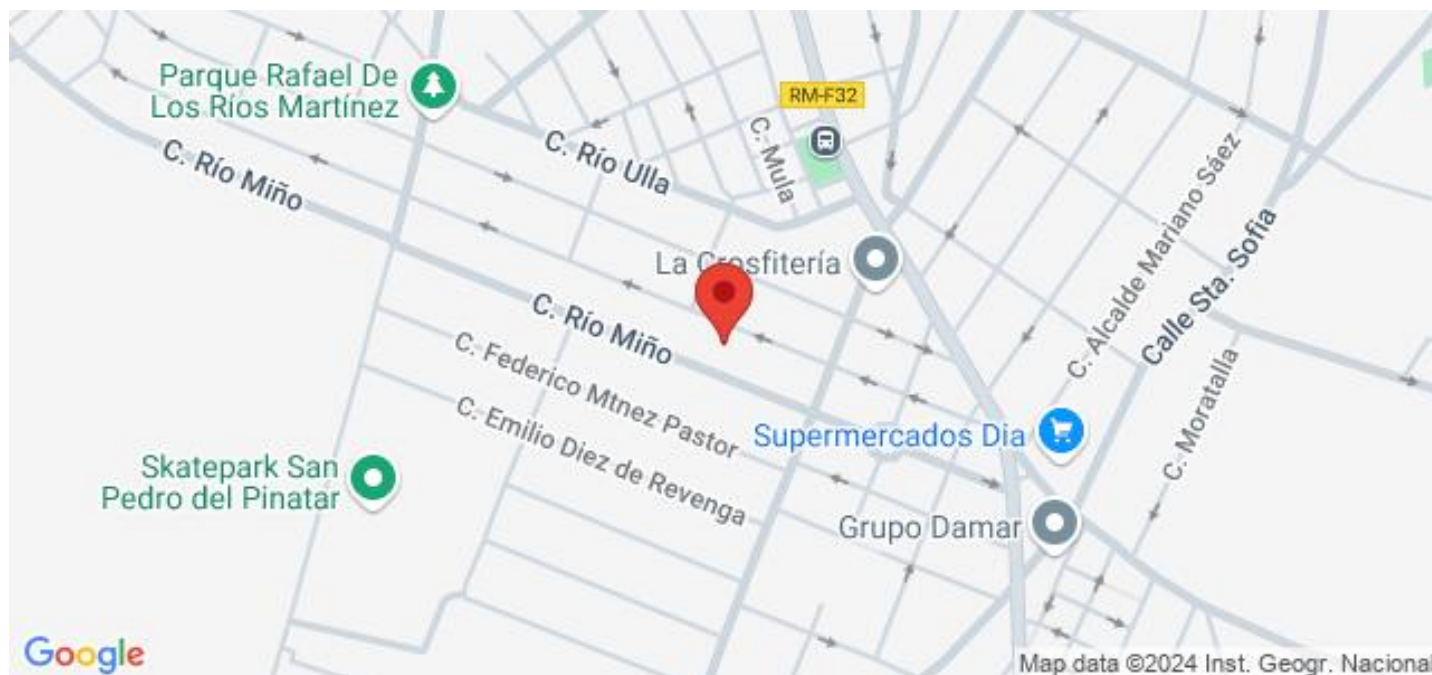 Parque Rafael De
Los Ríos Martínez
RM-F32
C. Río Ulla
C. Mula
C. Río Miño
La Crosfitería
C. Alcalde Mariano Sáez
Calle Sta. Sofia
C. Río Miño
C. Federico Mtnez Pastor
C. Moratalla
C. Emilio Diez de Revenga
Supermercados Dia
Skatepark San
Pedro del Pinatar
Grupo Damar
Google
Map data ©2024 Inst. Geogr. Nacional